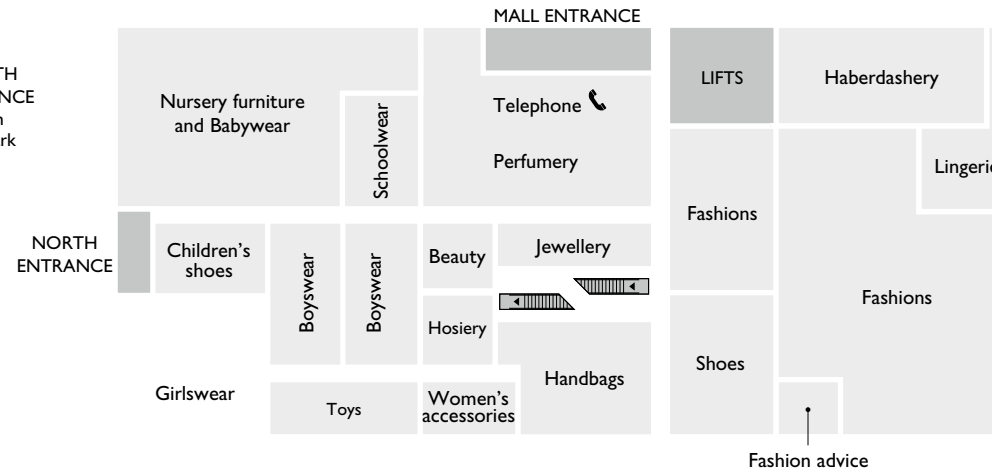 MALL ENTRANCE
LIFTS
Haberdashery
Nursery furniture
and Babywear
Schoolwear
Telephone
Perfumery
Fashions
NORTH
ENTRANCE
Children's
shoes
Boyswear
Boyswear
Beauty
Jewellery
Hosiery
Fashions
Shoes
Handbags
Girlswear
Toys
Women's
accessories
Fashion advice